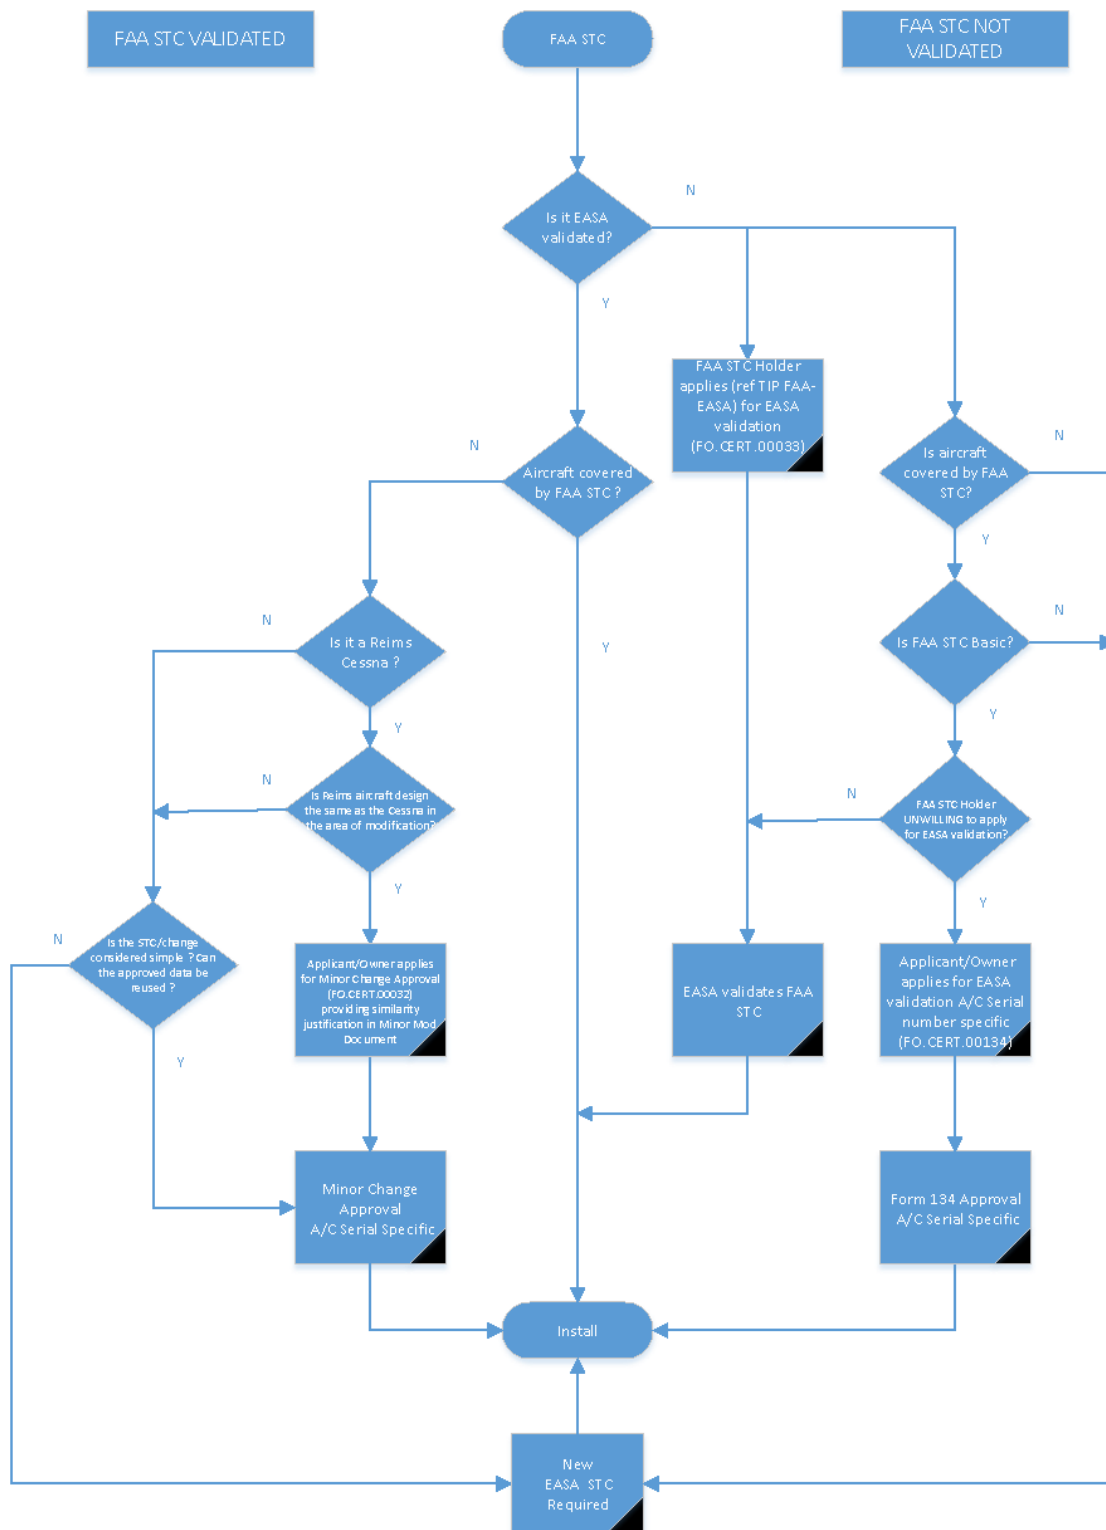 FAA STC VALIDATED
FAA STC
FAA STC NOT
VALIDATED
N
Is it EASA
validated?
Y
FAA STC Holder
applies (ref TIP FAA-
EASA) for EASA
validation
(FO.CERT.00033)
N
Aircraft covered
by FAA STC ?
N
Is aircraft
covered by FAA
STC?
Y
N
Is it a Reims
Cessna ?
Y
N
Is FAA STC Basic?
Y
Y
N
Is Reims aircraft design
the same as the Cessna in
the area of modification?
N
FAA STC Holder
UNWILLING to apply
for EASA validation?
Y
Y
N
Is the STC/change
considered simple ? Can
the approved data be
reused ?
Y
Applicant/Owner applies
for Minor Change Approval
(FO.CERT.00032)
providing similarity
justification in Minor Mod
Document
EASA validates FAA
STC
Applicant/Owner
applies for EASA
validation A/C Serial
number specific
(FO.CERT.00134)
Minor Change
Approval
A/C Serial Specific
Form 134 Approval
A/C Serial Specific
Install
New
EASA STC
Required